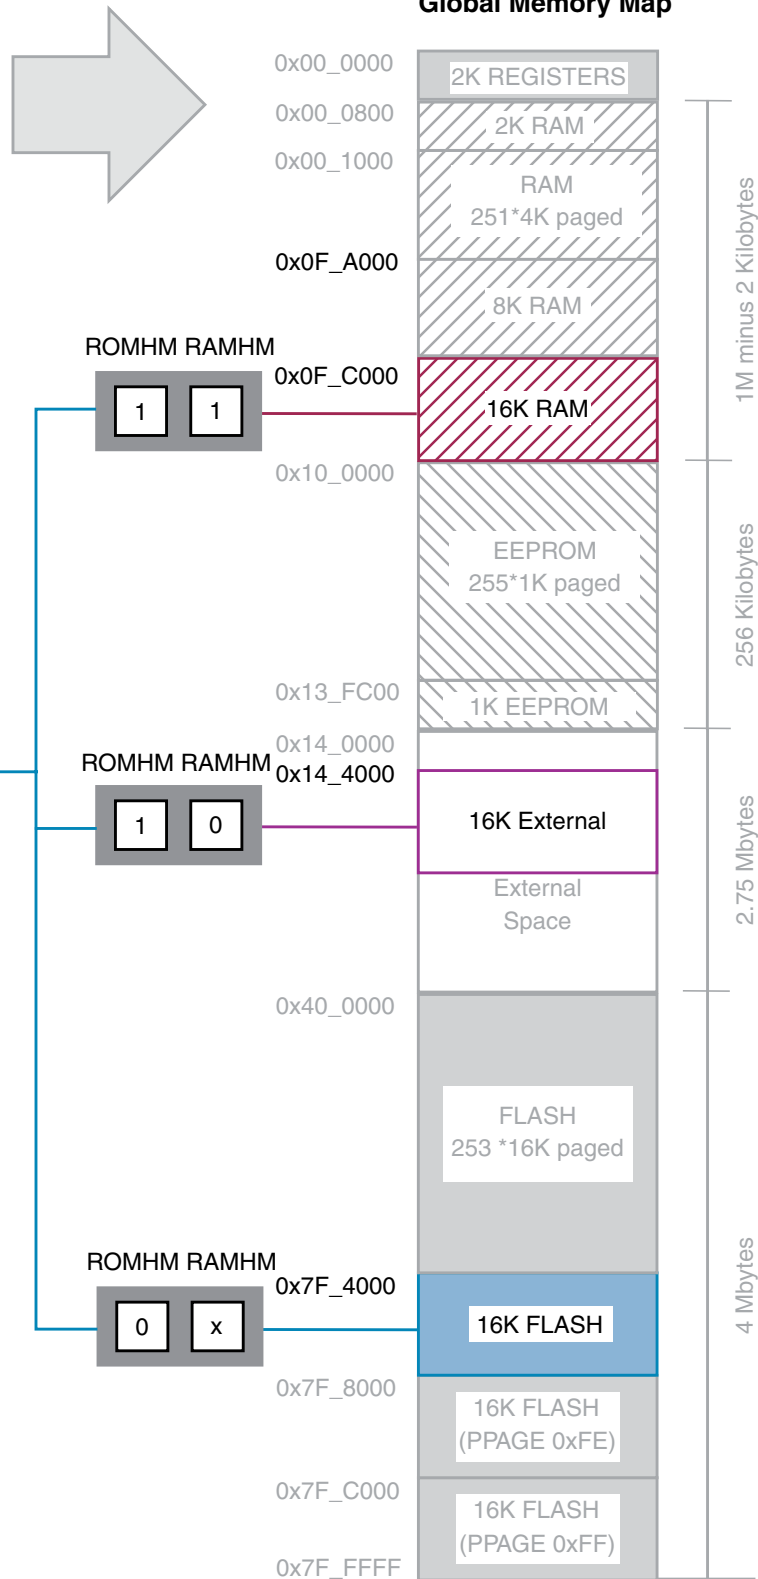 Global Memory Map
0x00_0000
2K REGISTERS
0x00_0800
2K RAM
0x00_1000
RAM
251*4K paged
0x0F_A000
8K RAM
1M minus 2 Kilobytes
ROMHM RAMHM
0x0F_C000
1 1
16K RAM
0x10_0000
EEPROM
255*1K paged
256 Kilobytes
0x13_FC00
1K EEPROM
0x14_0000
ROMHM RAMHM
0x14_4000
1 0
16K External
External
Space
2.75 Mbytes
0x40_0000
FLASH
253 *16K paged
ROMHM RAMHM
0x7F_4000
0 x
16K FLASH
4 Mbytes
0x7F_8000
16K FLASH
(PPAGE 0xFE)
0x7F_C000
16K FLASH
(PPAGE 0xFF)
0x7F_FFFF